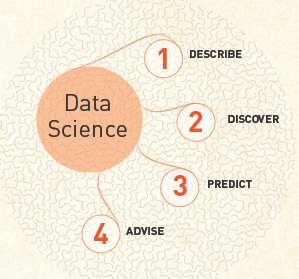 Data
Science
1 DESCRIBE
2 DISCOVER
3 PREDICT
4 ADVISE